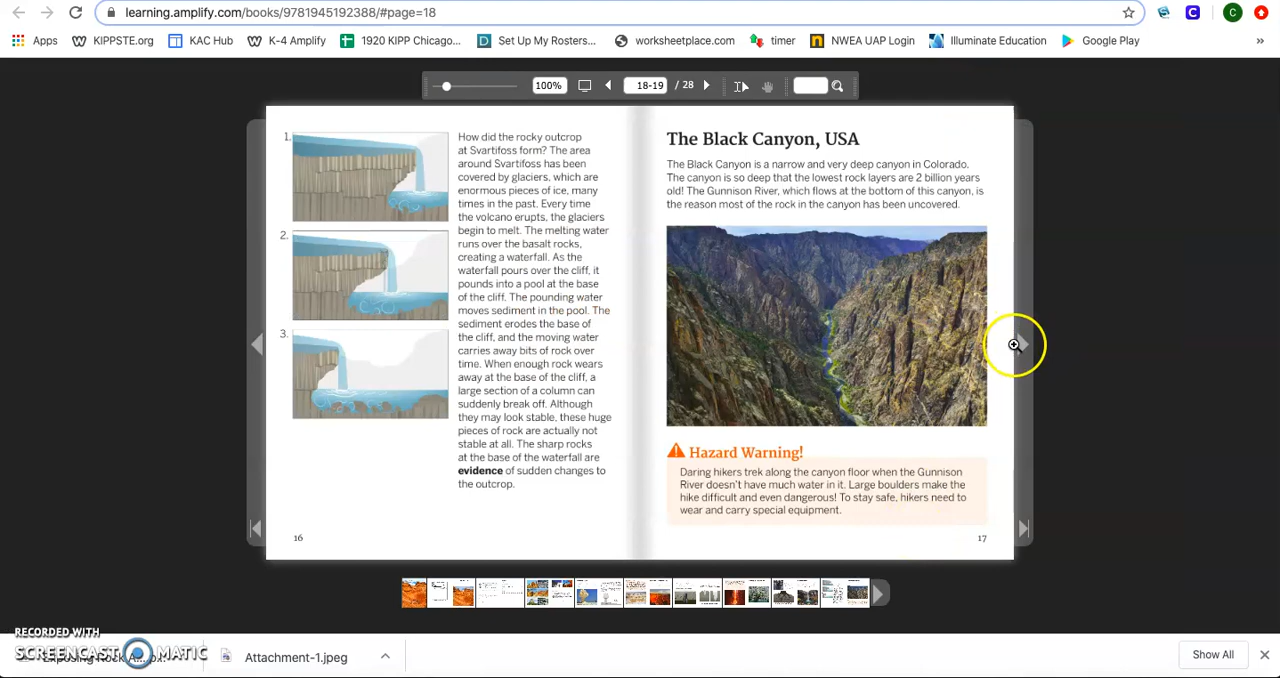 learning.amplify.com/books/9781945192388/#page=18
C
C
Apps
KIPPSTE.org
KAC Hub
K-4 Amplify
1920 KIPP Chicago...
Set Up My Rosters...
worksheetplace.com
timer
NWEA UAP Login
Illuminate Education
Google Play
»
100%
18-19
/ 28
1.
2.
3.
How did the rocky outcrop
at Svartifoss form? The area
around Svartifoss has been
covered by glaciers, which are
enormous pieces of ice, many
times in the past. Every time
the volcano erupts, the glaciers
begin to melt. The melting water
runs over the basalt rocks,
creating a waterfall. As the
waterfall pours over the cliff, it
pounds into a pool at the base
of the cliff. The pounding water
moves sediment in the pool. The
sediment erodes the base of
the cliff, and the moving water
carries away bits of rock over
time. When enough rock wears
away at the base of the cliff, a
large section of a column can
suddenly break off. Although
they may look stable, these huge
pieces of rock are actually not
stable at all. The sharp rocks
at the base of the waterfall are
evidence of sudden changes to
the outcrop.
16
The Black Canyon, USA
The Black Canyon is a narrow and very deep canyon in Colorado.
The canyon is so deep that the lowest rock layers are 2 billion years
old! The Gunnison River, which flows at the bottom of this canyon, is
the reason most of the rock in the canyon has been uncovered.
Hazard Warning!
Daring hikers trek along the canyon floor when the Gunnison
River doesn't have much water in it. Large boulders make the
hike difficult and even dangerous! To stay safe, hikers need to
wear and carry special equipment.
17
RECORDED WITH
SCREENCAST MATIC
Exposing Rock
Attachment-1.jpeg
Show All